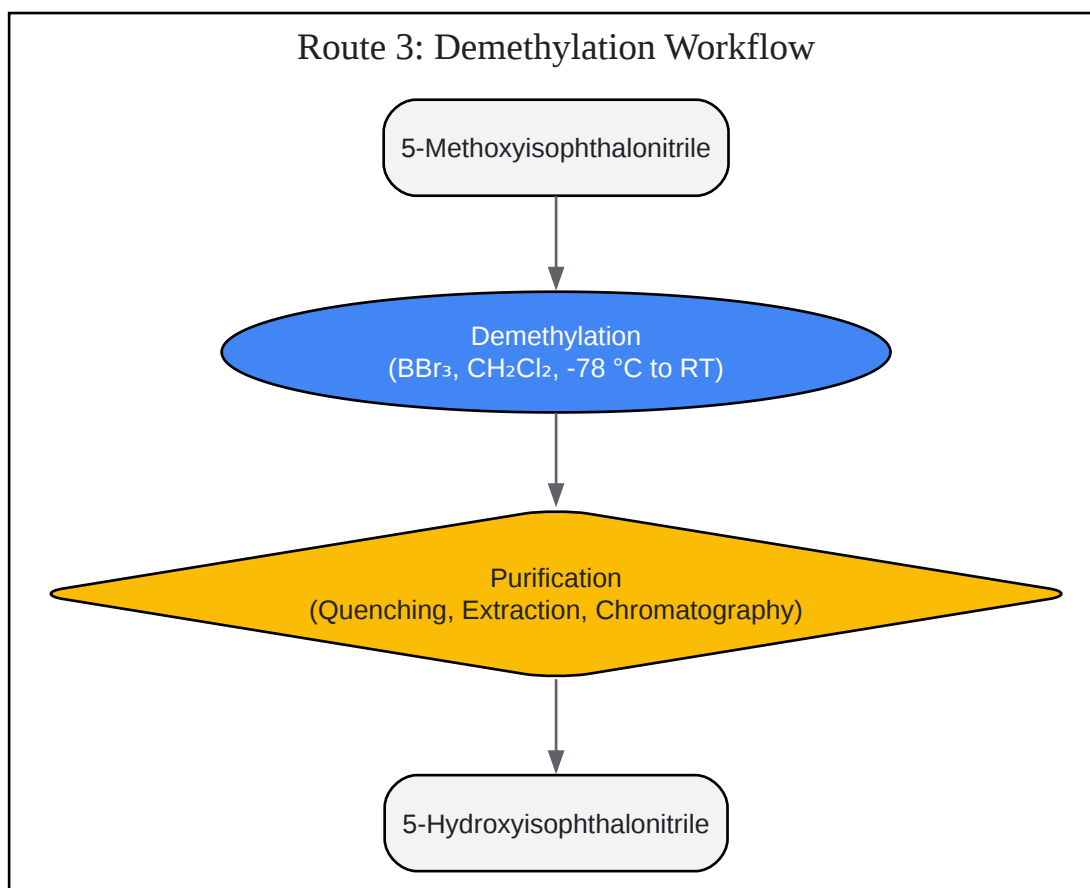 Route 3: Demethylation Workflow
5-Methoxyisophthalonitrile
Demethylation
(BBr₃, CH₂Cl₂, -78 °C to RT)
Purification
(Quenching, Extraction, Chromatography)
5-Hydroxyisophthalonitrile